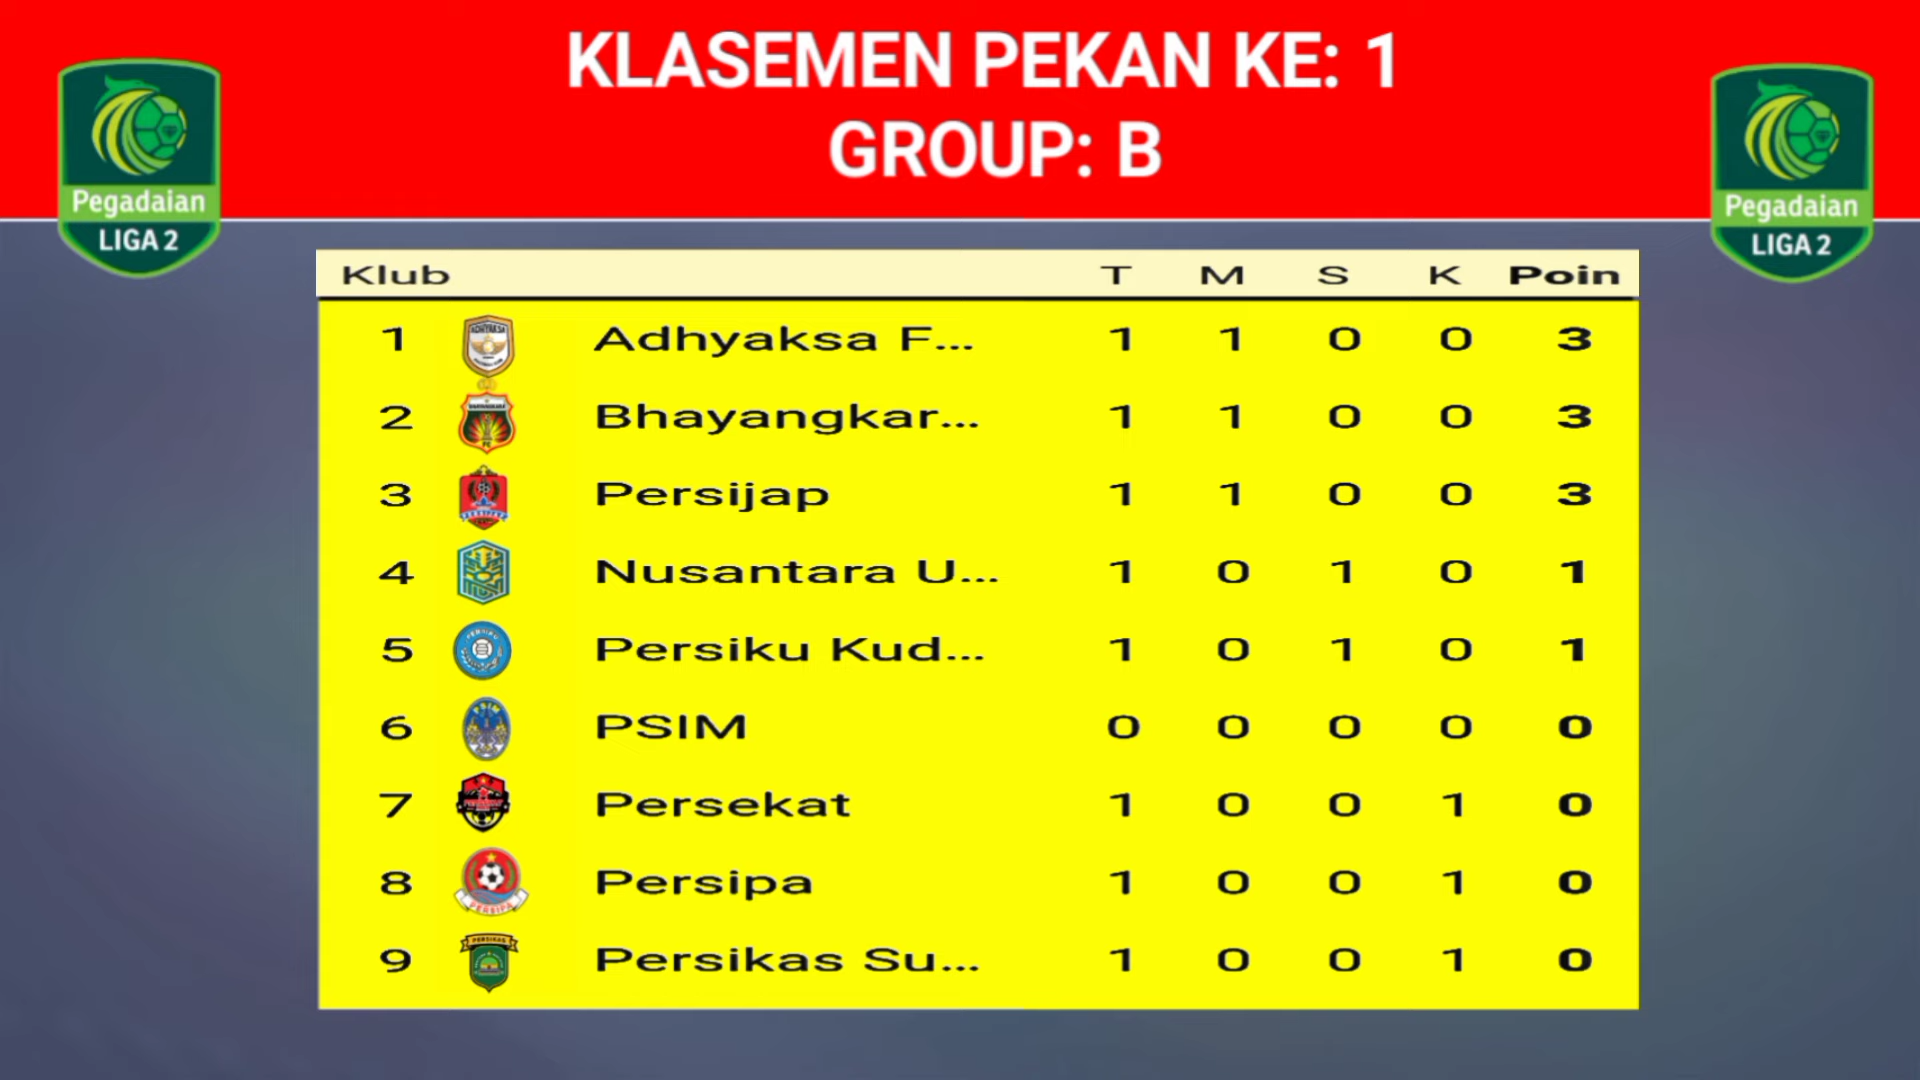 KLASEMEN PEKAN KE: 1
GROUP: B
Pegadaian
LIGA 2
Pegadaian
LIGA 2
Klub T M S K Poin
1 Adhyaksa F... 1 1 0 0 3
2 Bhayangkar... 1 1 0 0 3
3 Persijap 1 1 0 0 3
4 Nusantara U... 1 0 1 0 1
5 Persiku Kud... 1 0 1 0 1
6 PSIM 0 0 0 0 0
7 Persekat 1 0 0 1 0
8 PERSIPA Persipa 1 0 0 1 0
9 PERSIKAS Persikas Su... 1 0 0 1 0